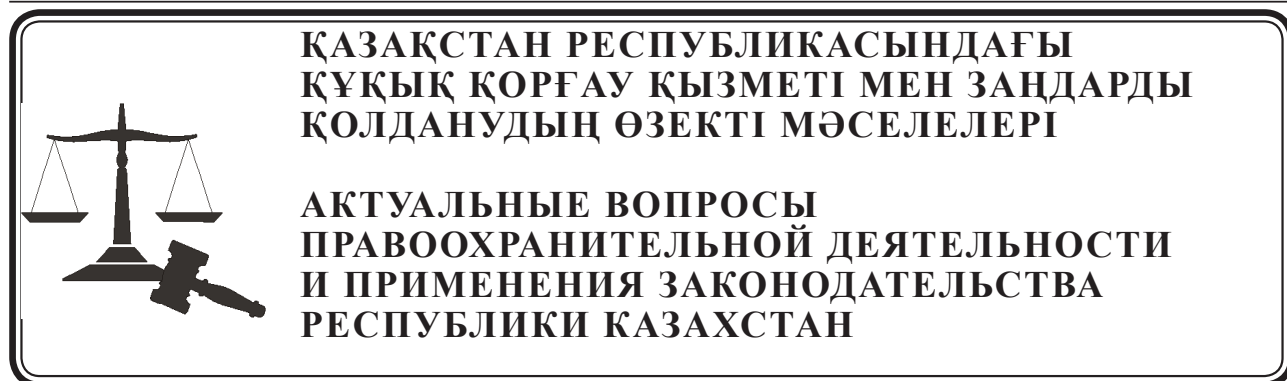 ҚАЗАҚСТАН РЕСПУБЛИКАСЫНДАҒЫ
ҚҰҚЫҚ ҚОРҒАУ ҚЫЗМЕТІ МЕН ЗАҢДАРДЫ
ҚОЛДАНУДЫҢ ӨЗЕКТІ МӘСЕЛЕЛЕРІ
АКТУАЛЬНЫЕ ВОПРОСЫ
ПРАВООХРАНИТЕЛЬНОЙ ДЕЯТЕЛЬНОСТИ
И ПРИМЕНЕНИЯ ЗАКОНОДАТЕЛЬСТВА
РЕСПУБЛИКИ КАЗАХСТАН